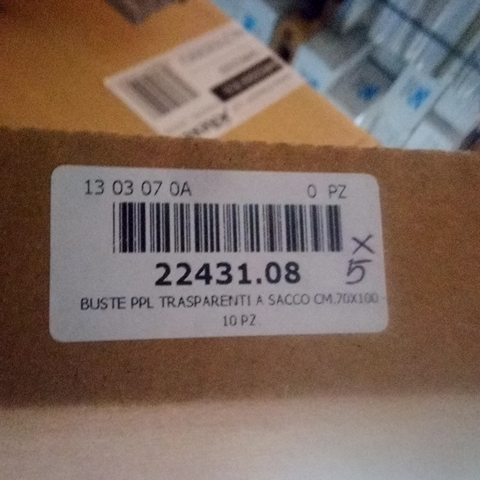 13 03 07 0A 0 PZ
22431.08
X
5
BUSTE PPL TRASPARENTI A SACCO CM.70X100 -
10 PZ